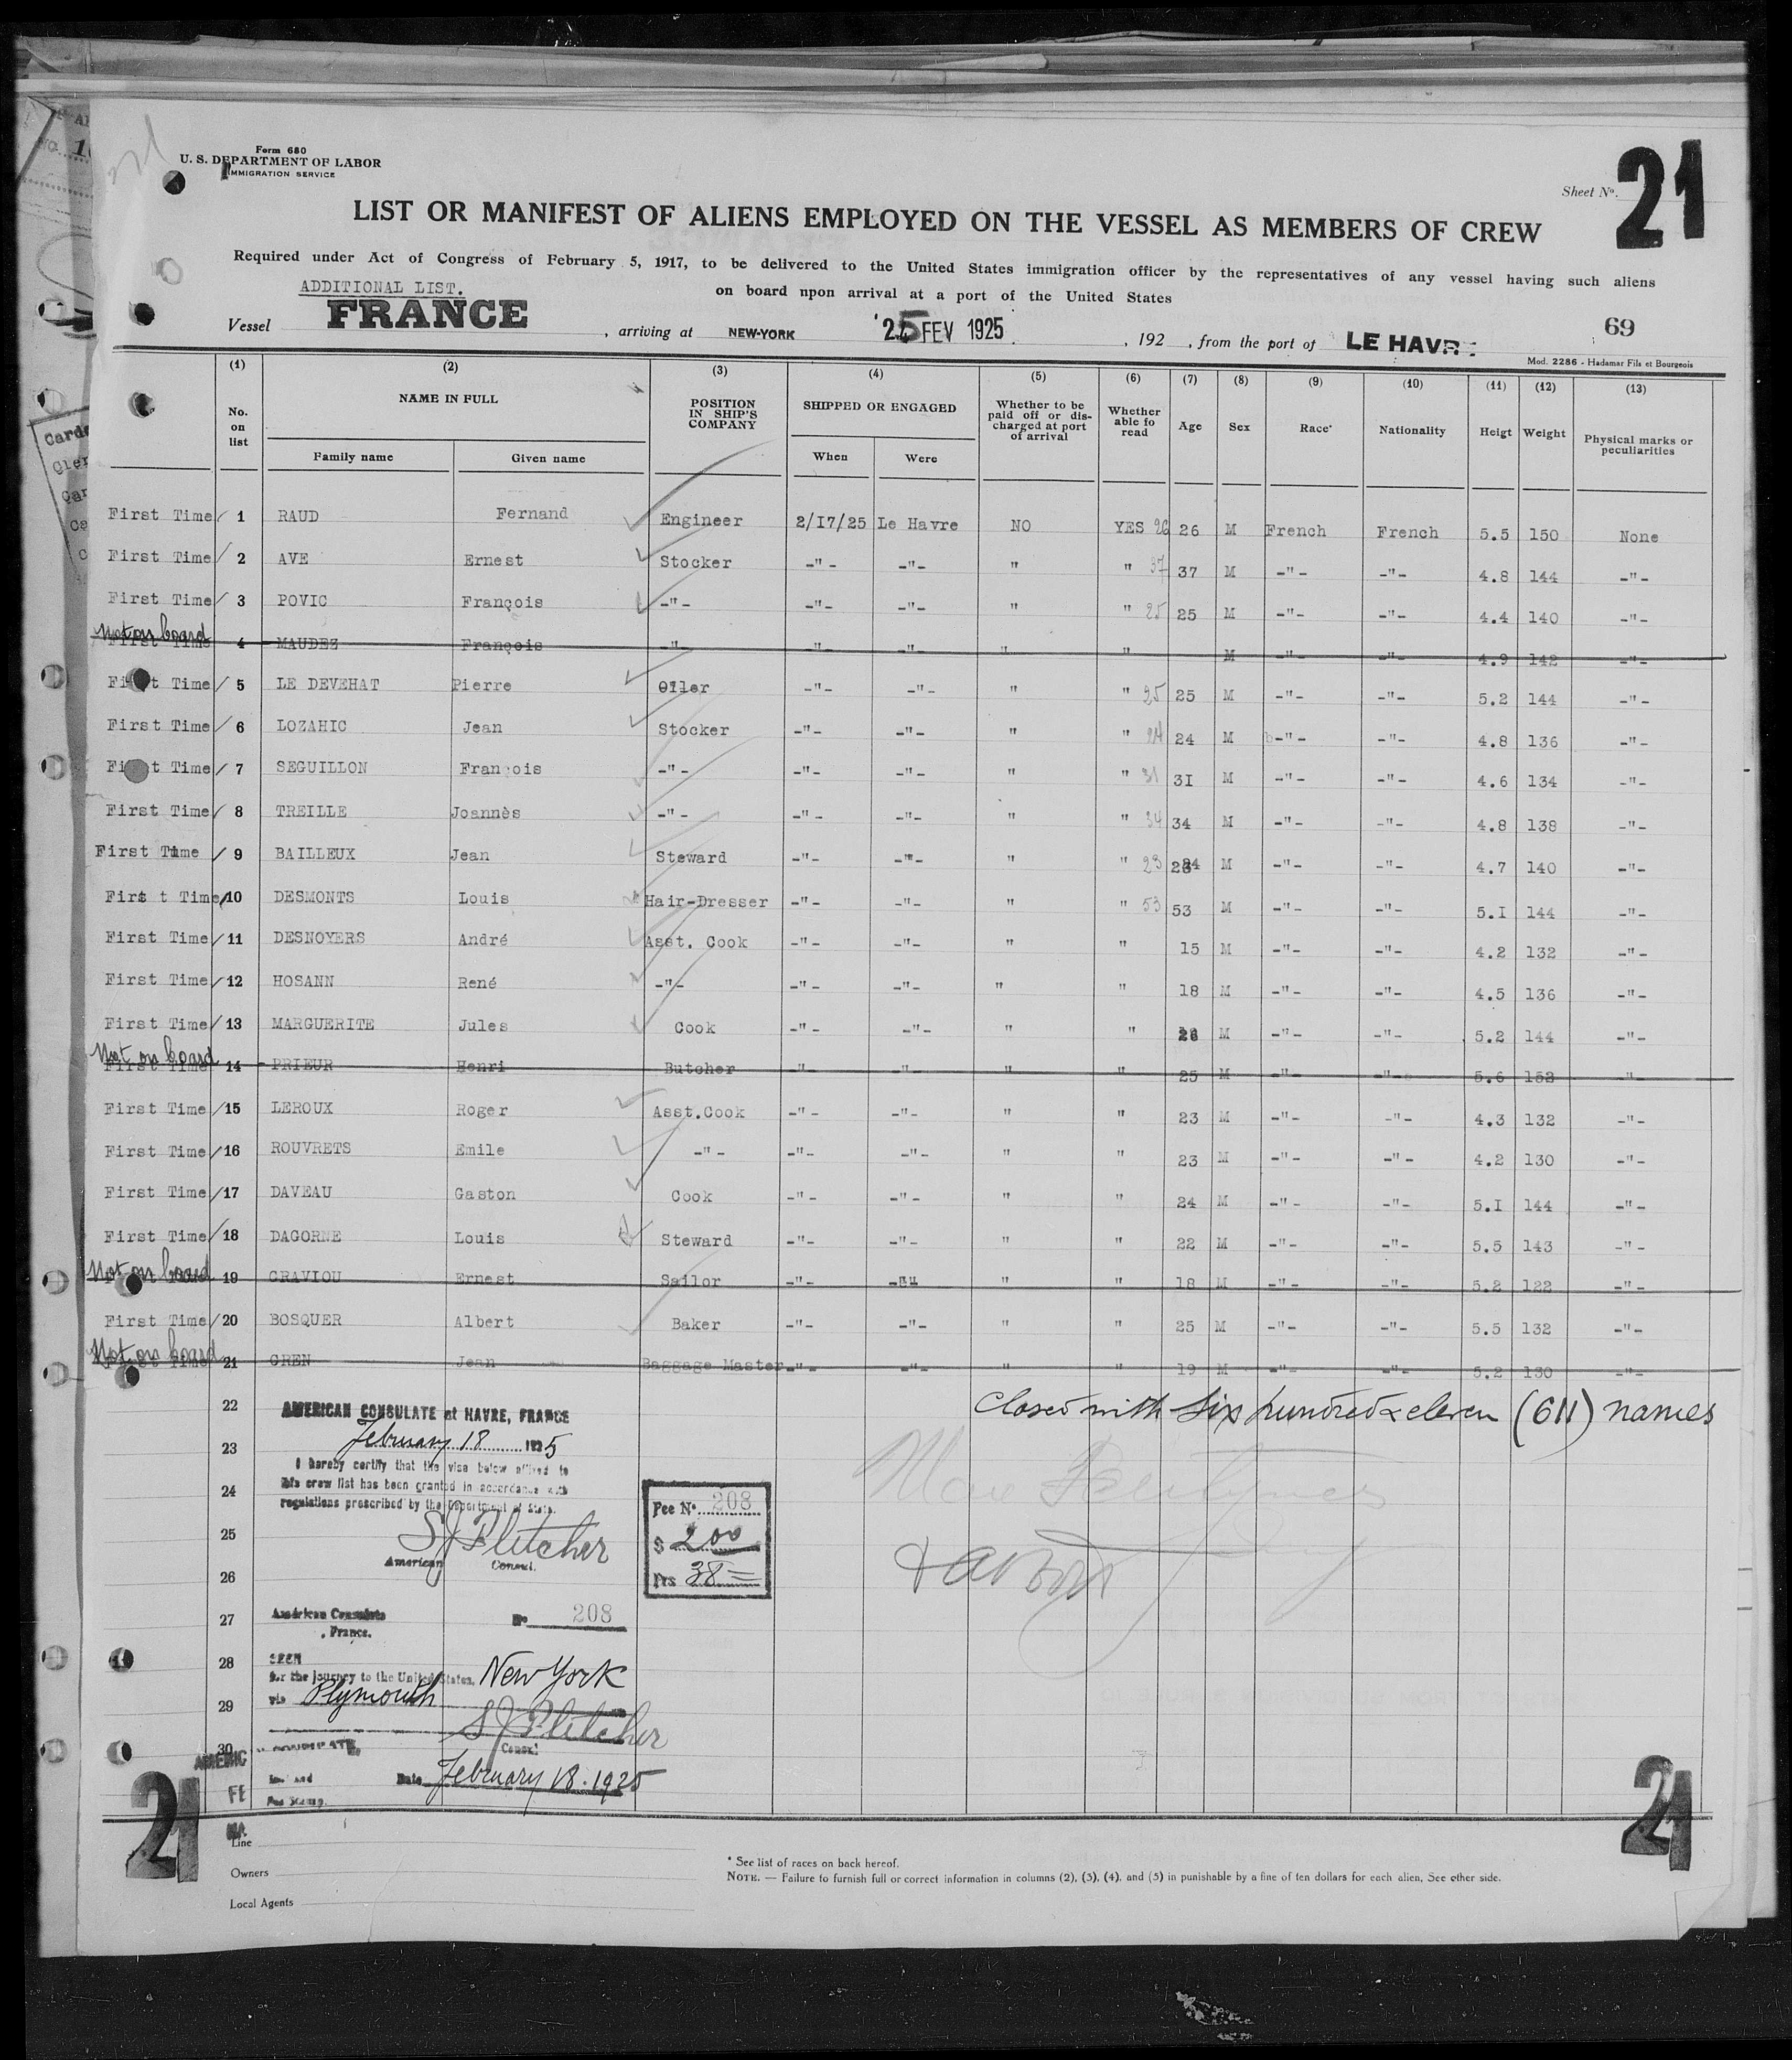 Form 680
U. S. DEPARTMENT OF LABOR
IMMIGRATION SERVICE
Sheet No. 21
LIST OR MANIFEST OF ALIENS EMPLOYED ON THE VESSEL AS MEMBERS OF CREW
Required under Act of Congress of February 5, 1917, to be delivered to the United States immigration officer by the representatives of any vessel having such aliens
ADDITIONAL LIST. on board npon arrival at a port of the United States
Vessel FRANCE , arriving at NEW-YORK 25 FEV 1925 , 192 , from the port of LE HAVRE
69
Mod. 2286 - Hadamar Fils et Bourgeois
(1) (2) (3) (4) (5) (6) (7) (8) (9) (10) (11) (12) (13)
No. on list NAME IN FULL Family name Given name POSITION IN SHIP'S COMPANY SHIPPED OR ENGAGED When Were Whether to be paid off or discharged at port of arrival Whether able to read Age Sex Race* Nationality Heigt Weight Physical marks or peculiarities
First Time 1 RAUD Fernand Engineer 2/I7/25 Le Havre NO YES 26 26 M French French 5.5 150 None
First Time 2 AVE Ernest Stocker -"- -"- " " 37 37 M -"- -"- 4.8 144 -"-
First Time 3 POVIC François -"- -"- -"- " " 25 25 M -"- -"- 4.4 140 -"-
Not on board First Time 4 MAUDEZ François -"- -"- -"- " " M -"- -"- 4.9 142 -"-
First Time 5 LE DEVEHAT Pierre Oiler -"- -"- " " 25 25 M -"- -"- 5.2 144 -"-
First Time 6 LOZAHIC Jean Stocker -"- -"- " " 24 24 M -"- -"- 4.8 136 -"-
First Time 7 SEGUILLON François -"- -"- -"- " " 31 3I M -"- -"- 4.6 134 -"-
First Time 8 TREILLE Joannès -"- -"- -"- " " 34 34 M -"- -"- 4.8 138 -"-
First Time 9 BAILLEUX Jean Steward -"- -"- " " 23 M -"- -"- 4.7 140 -"-
First Time 10 DESMONTS Louis Hair-Dresser -"- -"- " " 53 53 M -"- -"- 5.I 144 -"-
First Time 11 DESNOYERS André Asst. Cook -"- -"- " " 15 M -"- -"- 4.2 132 -"-
First Time 12 HOSANN René -"- -"- -"- " " 18 M -"- -"- 4.5 136 -"-
First Time 13 MARGUERITE Jules Cook -"- -"- " " 26 M -"- -"- 5.2 144 -"-
Not on board First Time 14 PRIEUR Henri Butcher -"- -"- " " 25 M -"- -"- 5.6 152 -"-
First Time 15 LEROUX Roger Asst.Cook -"- -"- " " 23 M -"- -"- 4.3 132 -"-
First Time 16 ROUVRETS Emile -"- -"- -"- " " 23 M -"- -"- 4.2 130 -"-
First Time 17 DAVEAU Gaston Cook -"- -"- " " 24 M -"- -"- 5.I 144 -"-
First Time 18 DAGORNE Louis Steward -"- -"- " " 22 M -"- -"- 5.5 143 -"-
Not on board 19 CRAVIOU Ernest Sailor -"- -"- " " 18 M -"- -"- 5.2 122 -"-
First Time 20 BOSQUER Albert Baker -"- -"- " " 25 M -"- -"- 5.5 132 -"-
Not on board First Time 21 CREN Jean Baggage Master -"- -"- " " 19 M -"- -"- 5.2 130 -"-
22 AMERICAN CONSULATE at HAVRE, FRANCE Closed with six hundred & eleven (611) names
February 18 1925
23
I hereby certify that the visa below affixed to
24 this crew list has been granted in accordance with
regulations prescribed by the Department of State.
Fee No. 208
25 S J Fletcher $ 2.00
American Consul.
26 Frs 38=
27 American Consulate No 208
, France.
28 SEEN
for the journey to the United States, New York
29 via Plymouth
S J Fletcher
30 Consul
CONSULATE,
Date February 18. 1925
Fee Stamp.
21 21
Line
Owners
Local Agents
* See list of races on back hereof.
NOTE. — Failure to furnish full or correct information in columns (2), (3), (4), and (5) in punishable by a fine of ten dollars for each alien, See other side.